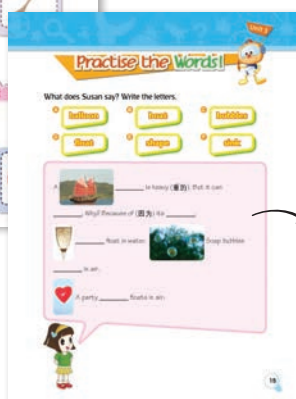 Unit 5
Practise the Words!
What does Susan say? Write the letters.
balloon boat bubbles
float shape sink
A ______ is heavy (重的). But it can
______. Why? Because of (因为) its ______.
______ float in water. Soap bubbles
______ in air.
A party ______ floats in air.